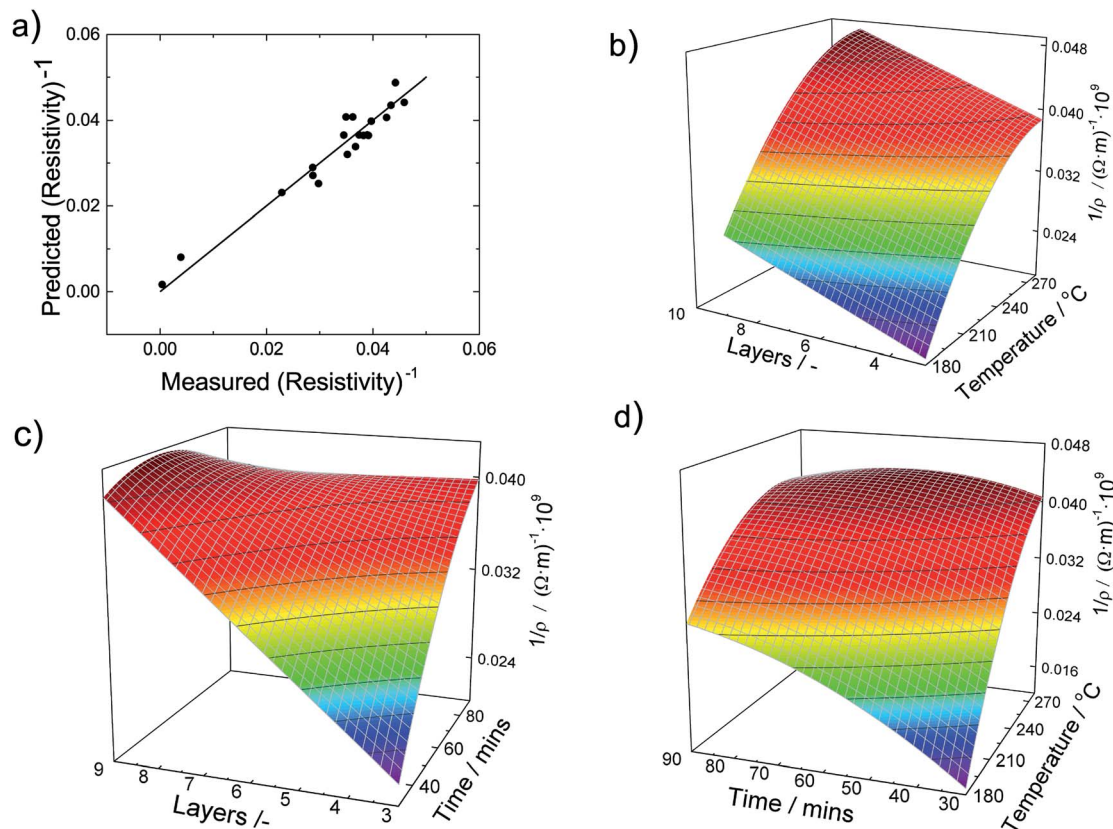 a)
0.06
0.04
0.02
0.00
Predicted (Resistivity)-1
0.00 0.02 0.04 0.06
Measured (Resistivity)-1
b)
0.048
0.040
0.032
0.024
1/ρ / (Ω·m)-1·109
10 8 6 4
Layers / -
180 210 240 270
Temperature / oC
c)
0.040
0.032
0.024
1/ρ / (Ω·m)-1·109
9 8 7 6 5 4 3
Layers /-
40 60 80
Time / mins
d)
0.048
0.040
0.032
0.024
0.016
1/ρ / (Ω·m)-1·109
90 80 70 60 50 40 30
Time / mins
180 210 240 270
Temperature / oC